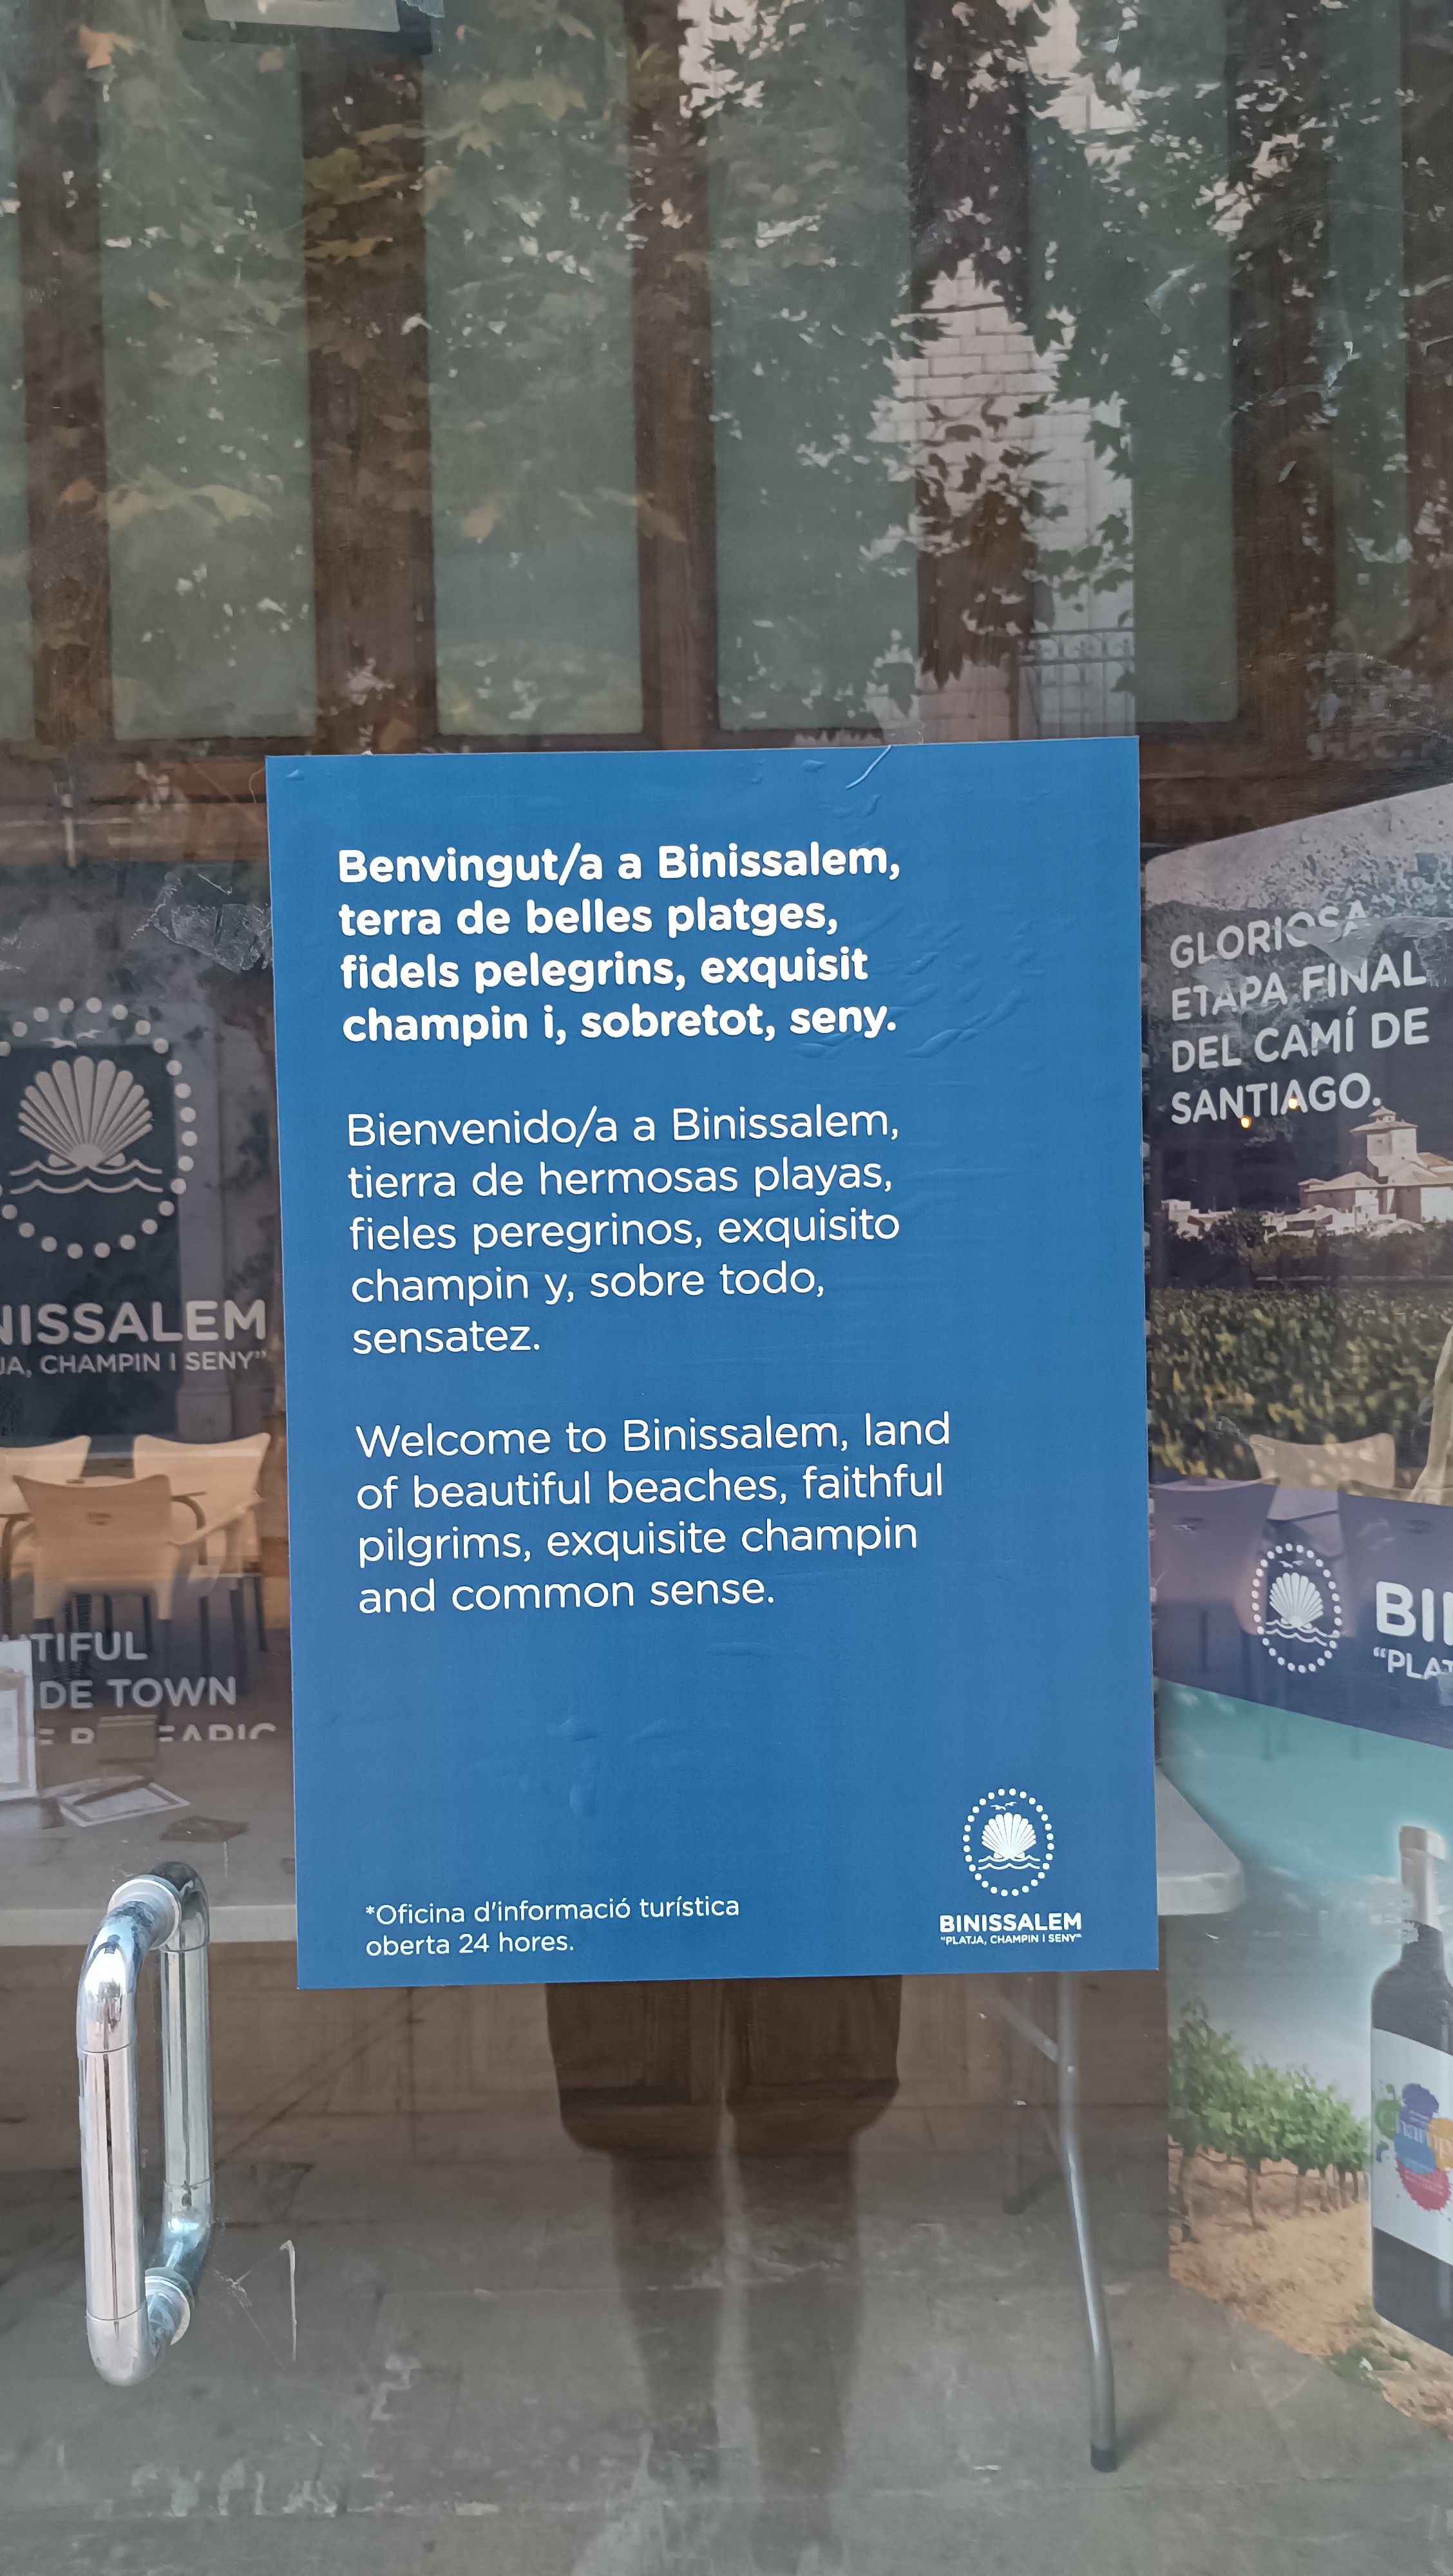 Benvingut/a a Binissalem,
terra de belles platges,
fidels pelegrins, exquisit
champin i, sobretot, seny.
Bienvenido/a a Binissalem,
tierra de hermosas playas,
fieles peregrinos, exquisito
champin y, sobre todo,
sensatez.
Welcome to Binissalem, land
of beautiful beaches, faithful
pilgrims, exquisite champin
and common sense.
*Oficina d'informació turística
oberta 24 hores.
BINISSALEM
"PLATJA, CHAMPIN I SENY"
NISSALEM
JA, CHAMPIN I SENY"
TIFUL
DE TOWN
GLORIOSA
ETAPA FINAL
DEL CAMÍ DE
SANTIAGO.
BI
"PLAT